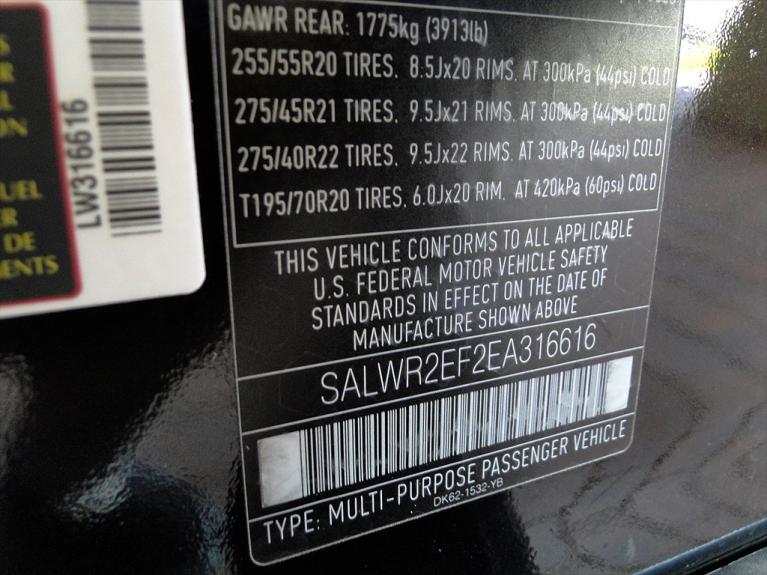 GAWR REAR: 1775kg (3913lb)
255/55R20 TIRES. 8.5Jx20 RIMS. AT 300kPa (44psi) COLD
275/45R21 TIRES. 9.5Jx21 RIMS. AT 300kPa (44psi) COLD
275/40R22 TIRES. 9.5Jx22 RIMS. AT 300kPa (44psi) COLD
T195/70R20 TIRES. 6.0Jx20 RIM. AT 420kPa (60psi) COLD
THIS VEHICLE CONFORMS TO ALL APPLICABLE
U.S. FEDERAL MOTOR VEHICLE SAFETY
STANDARDS IN EFFECT ON THE DATE OF
MANUFACTURE SHOWN ABOVE
SALWR2EF2EA316616
TYPE: MULTI-PURPOSE PASSENGER VEHICLE
DK62-1532-YB
LW316616
UEL
DE
ENTS